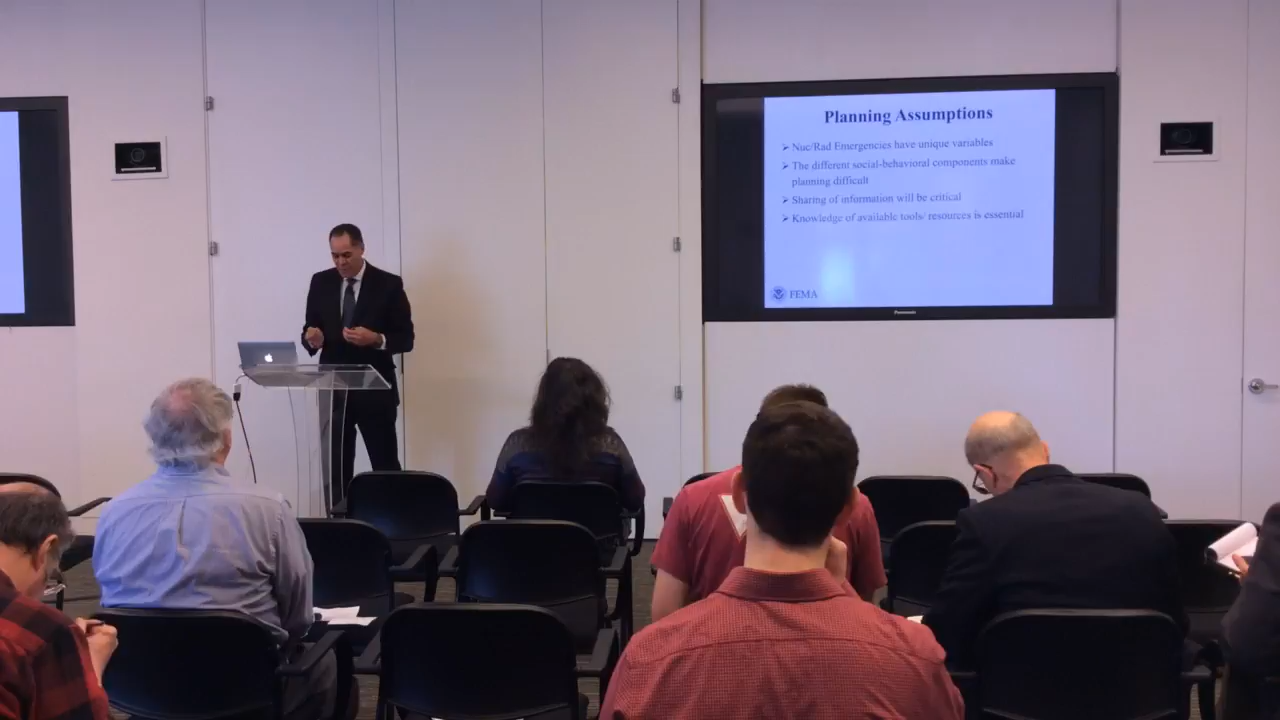 Planning Assumptions
➢ Nuc/Rad Emergencies have unique variables
➢ The different social-behavioral components make
planning difficult
➢ Sharing of information will be critical
➢ Knowledge of available tools/ resources is essential
FEMA
Panasonic